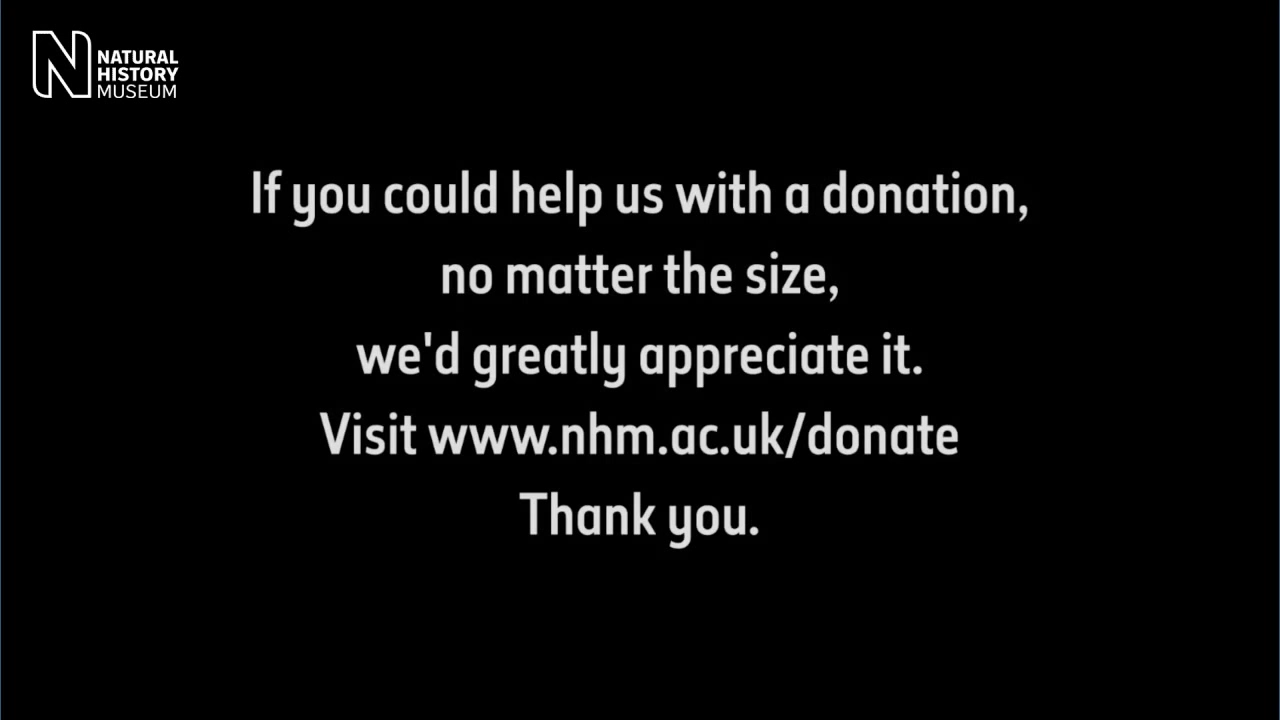 NATURAL
HISTORY
MUSEUM
If you could help us with a donation,
no matter the size,
we'd greatly appreciate it.
Visit www.nhm.ac.uk/donate
Thank you.